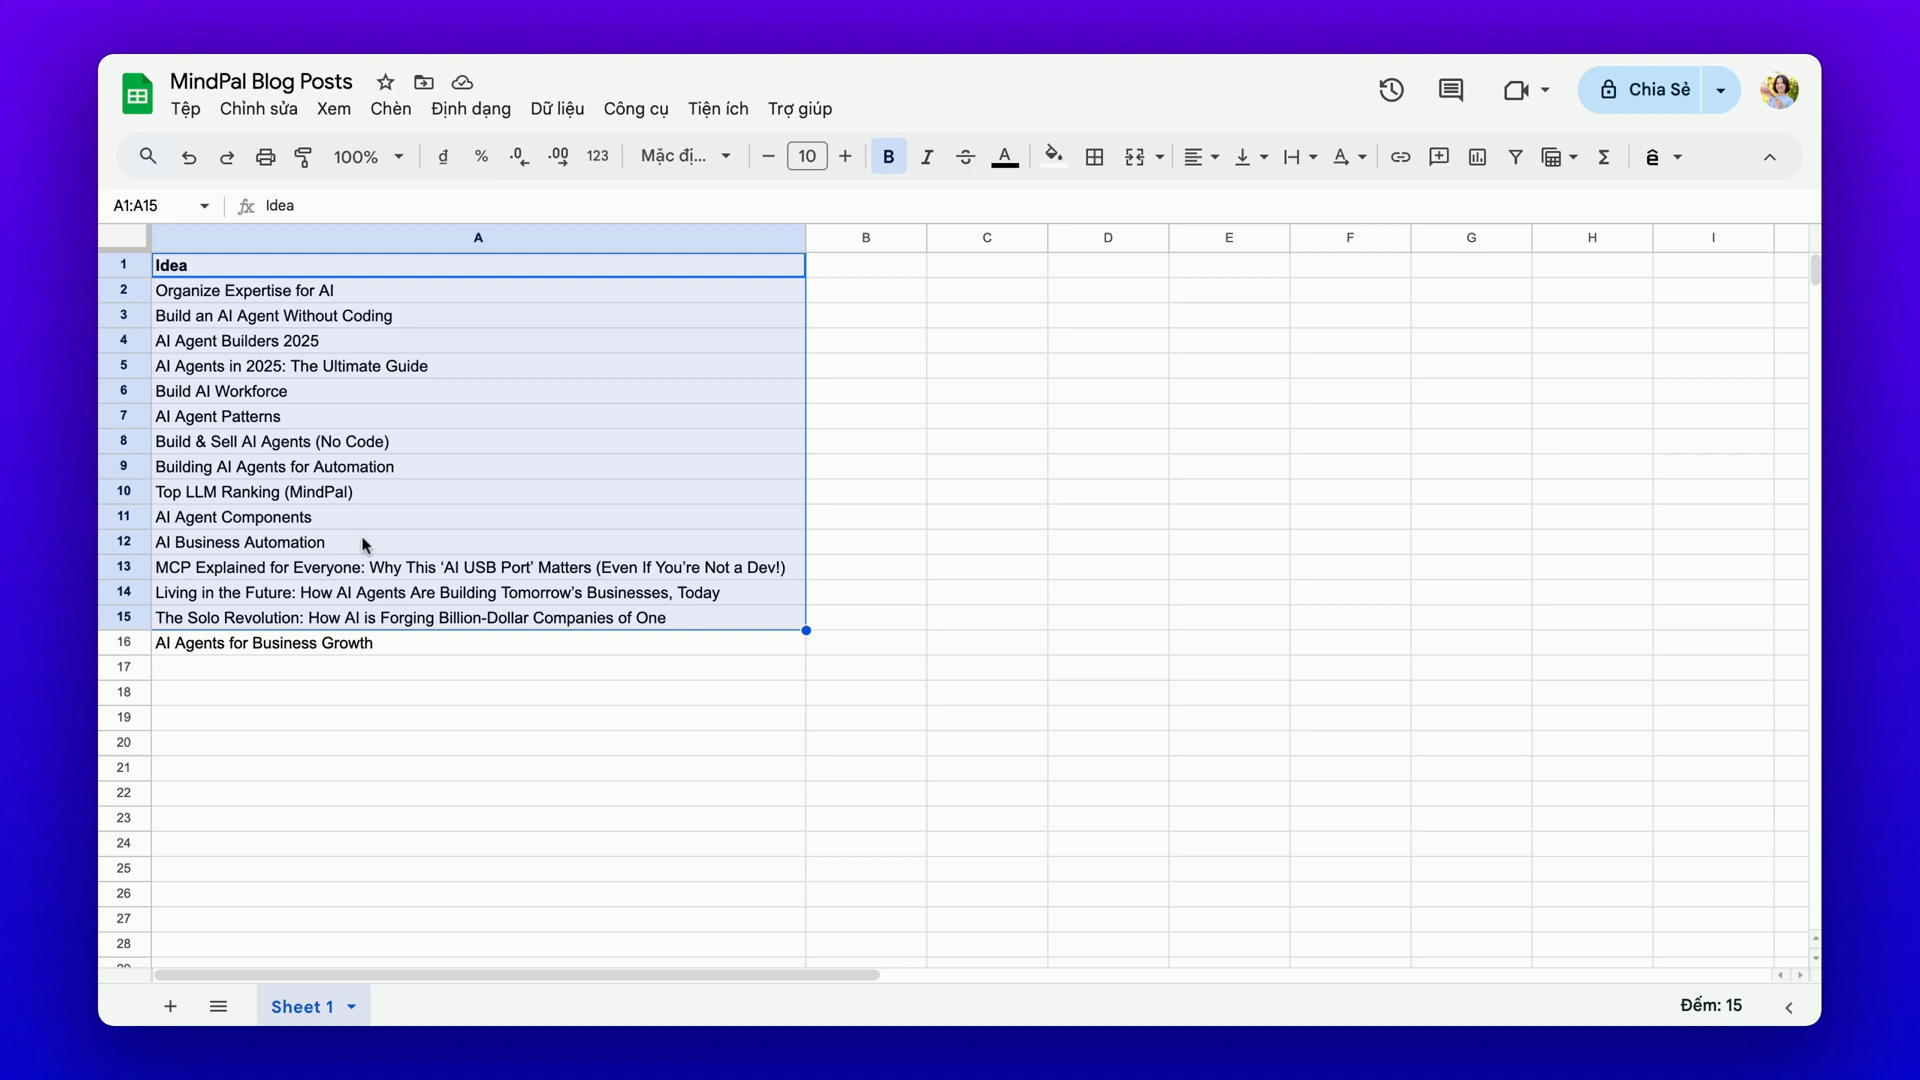 MindPal Blog Posts
Tệp Chỉnh sửa Xem Chèn Định dạng Dữ liệu Công cụ Tiện ích Trợ giúp
Chia Sẻ
100% đ % .0 .00 123 Mặc đị... 10 B I S A
A1:A15 fx Idea
A B C D E F G H I
1 Idea
2 Organize Expertise for AI
3 Build an AI Agent Without Coding
4 AI Agent Builders 2025
5 AI Agents in 2025: The Ultimate Guide
6 Build AI Workforce
7 AI Agent Patterns
8 Build & Sell AI Agents (No Code)
9 Building AI Agents for Automation
10 Top LLM Ranking (MindPal)
11 AI Agent Components
12 AI Business Automation
13 MCP Explained for Everyone: Why This ‘AI USB Port’ Matters (Even If You’re Not a Dev!)
14 Living in the Future: How AI Agents Are Building Tomorrow’s Businesses, Today
15 The Solo Revolution: How AI is Forging Billion-Dollar Companies of One
16 AI Agents for Business Growth
17
18
19
20
21
22
23
24
25
26
27
28
Sheet 1 Đếm: 15